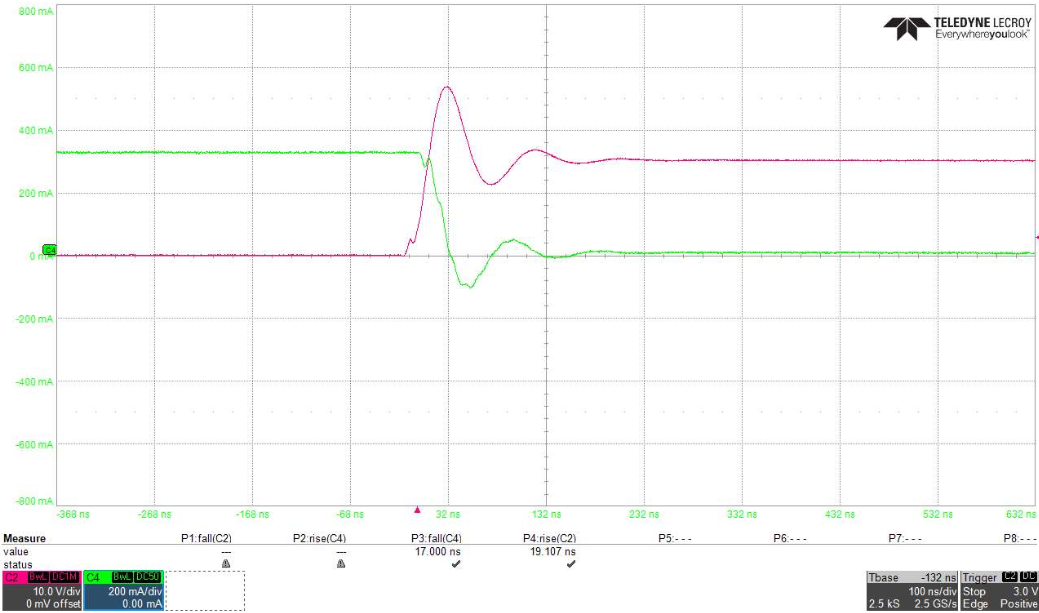 800 mA
TELEDYNE LECROY
Everywhereyoulook™
600 mA
400 mA
200 mA
C4
0 mA
-200 mA
-400 mA
-600 mA
-800 mA
-368 ns -268 ns -168 ns -68 ns 32 ns 132 ns 232 ns 332 ns 432 ns 532 ns 632 ns
Measure P1:fall(C2) P2:rise(C4) P3:fall(C4) P4:rise(C2) P5:--- P6:--- P7:--- P8:---
value --- --- 17.000 ns 19.107 ns
status
C2 BwL DC1M C4 BwL DC50 Tbase -132 ns Trigger C2 DC
10.0 V/div 200 mA/div 100 ns/div Stop 3.0 V
0 mV offset 0.00 mA 2.5 kS 2.5 GS/s Edge Positive